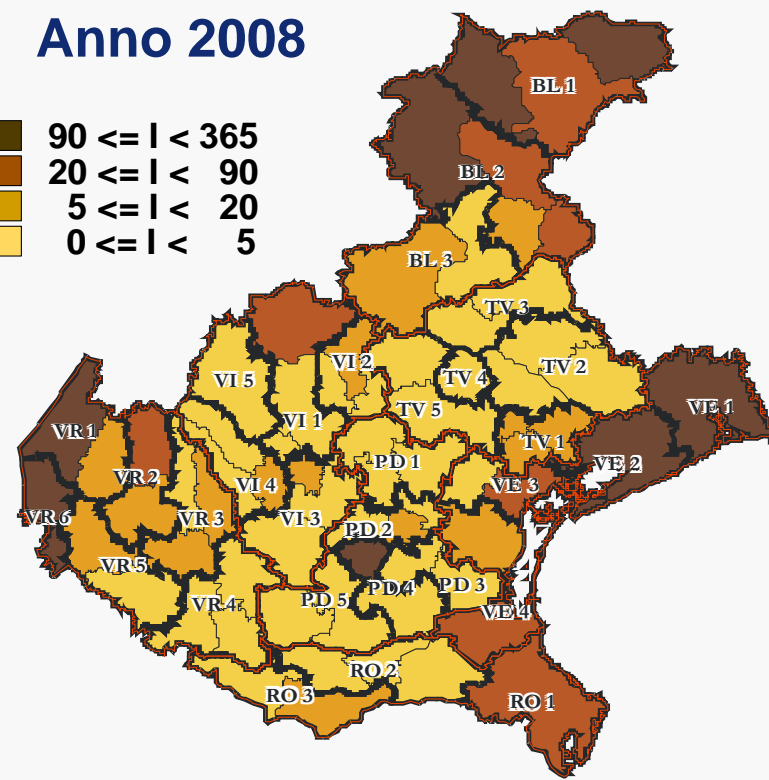 Anno 2008
90 <= I < 365
20 <= I < 90
5 <= I < 20
0 <= I < 5
BL 1
BL 2
BL 3
TV 3
VI 2
TV 2
VI 5
TV 4
VE 1
TV 5
VI 1
VR 1
TV 1
PD 1
VE 2
VR 2
VI 4
VE 3
VR 6
VR 3
VI 3
PD 2
VR 5
PD 4
PD 3
PD 5
VR 4
VE 4
RO 2
RO 3
RO 1